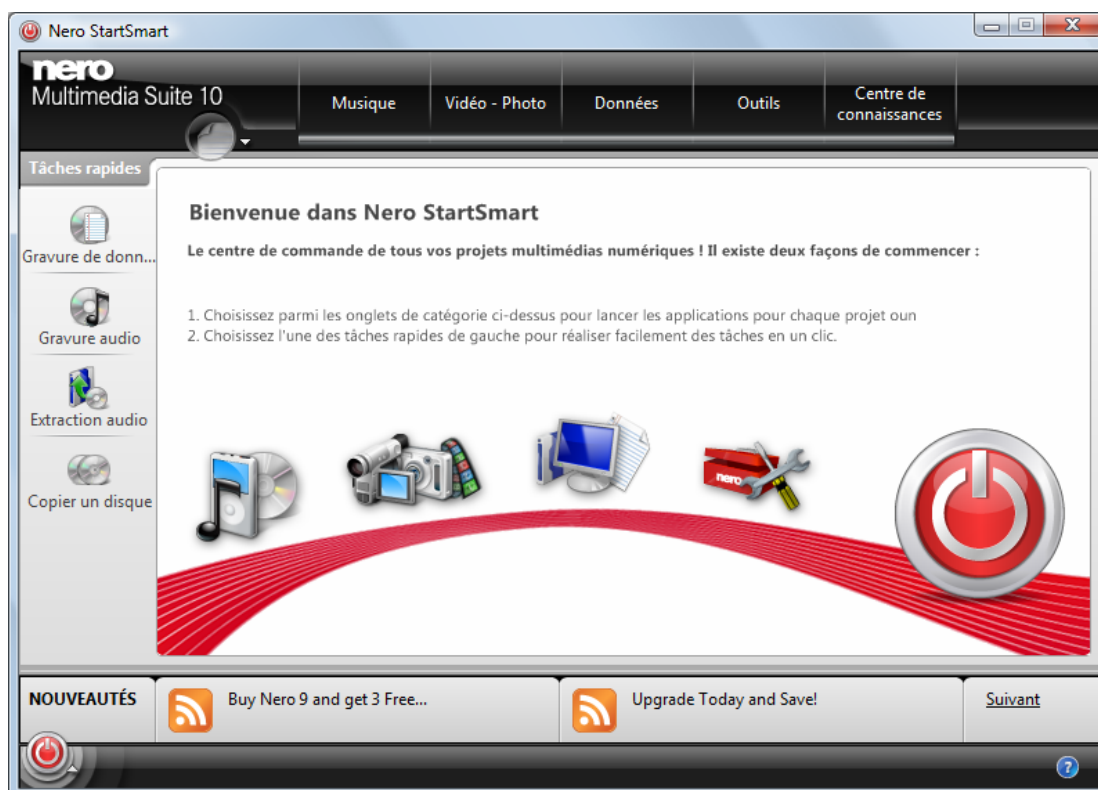 Nero StartSmart
nero
Multimedia Suite 10
Musique
Vidéo - Photo
Données
Outils
Centre de
connaissances
Tâches rapides
Gravure de donn...
Gravure audio
Extraction audio
Copier un disque
Bienvenue dans Nero StartSmart
Le centre de commande de tous vos projets multimédias numériques ! Il existe deux façons de commencer :
1. Choisissez parmi les onglets de catégorie ci-dessus pour lancer les applications pour chaque projet oun
2. Choisissez l'une des tâches rapides de gauche pour réaliser facilement des tâches en un clic.
nero
NOUVEAUTÉS
Buy Nero 9 and get 3 Free...
Upgrade Today and Save!
Suivant
?